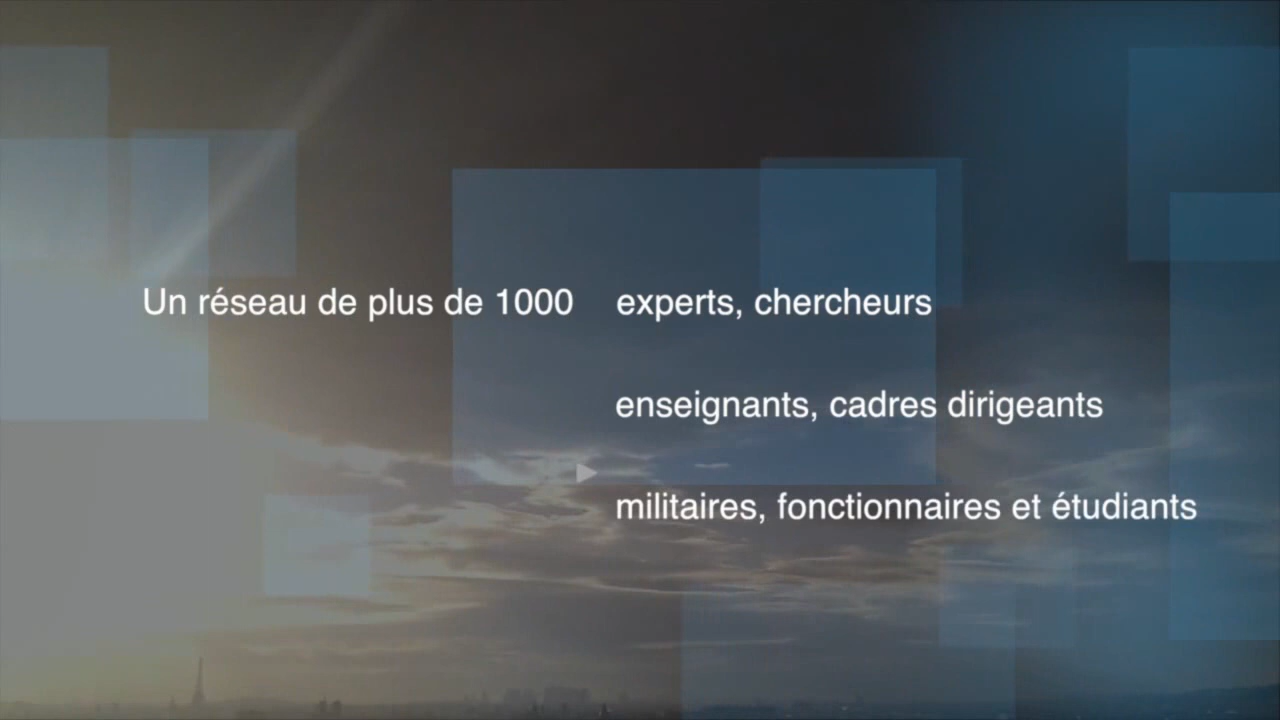 Un réseau de plus de 1000 experts, chercheurs
enseignants, cadres dirigeants
militaires, fonctionnaires et étudiants